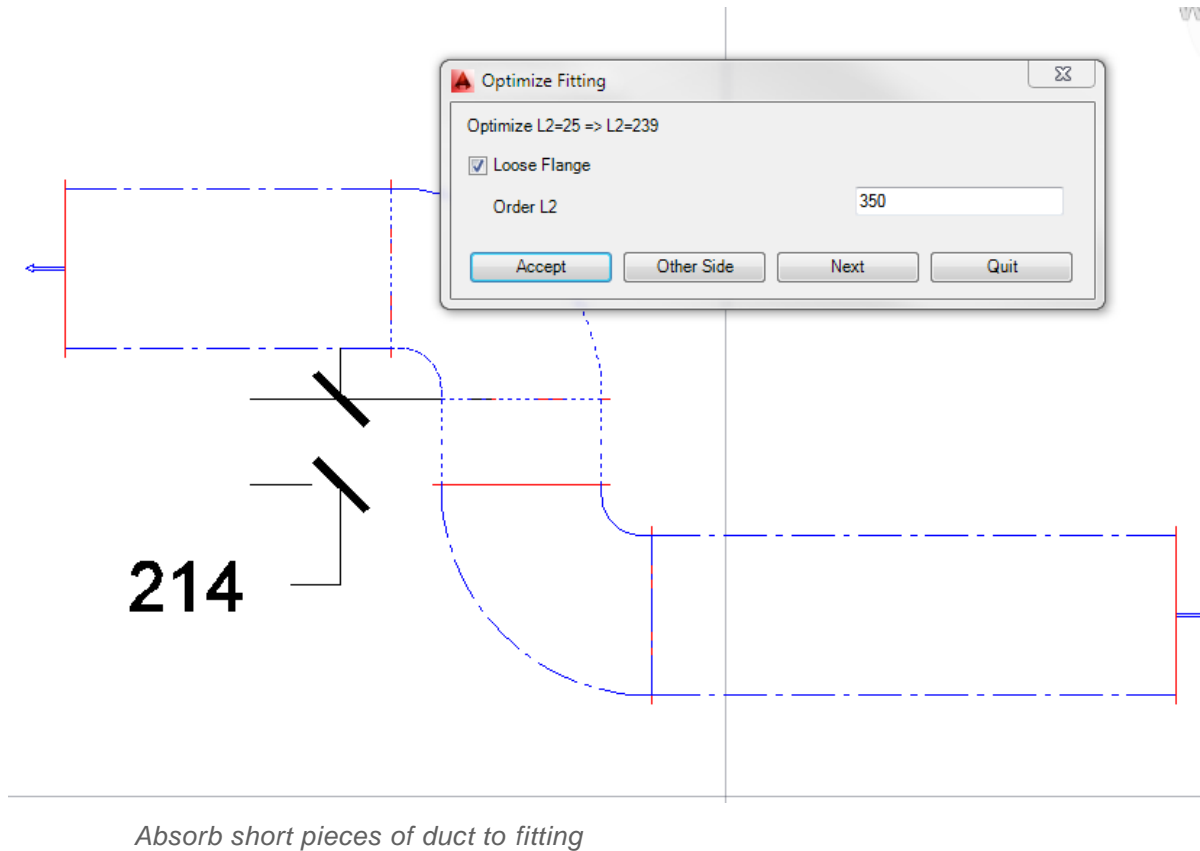 Optimize Fitting
Optimize L2=25 => L2=239
Loose Flange
Order L2
350
Accept Other Side Next Quit
214
Absorb short pieces of duct to fitting